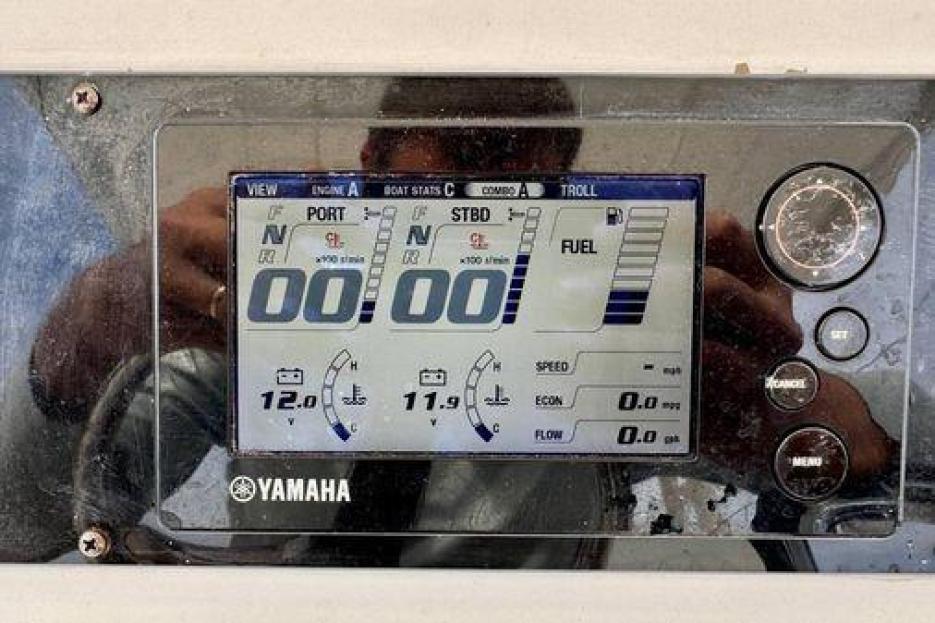 VIEW ENGINE A BOAT STATS C COMBO A TROLL
F PORT F STBD
N N FUEL
R x100 r/min R x100 r/min
00 00
H H SPEED - mph
12.0 11.9 ECON 0.0 mpg
V C V C FLOW 0.0 gph
YAMAHA
SET
CANCEL
MENU